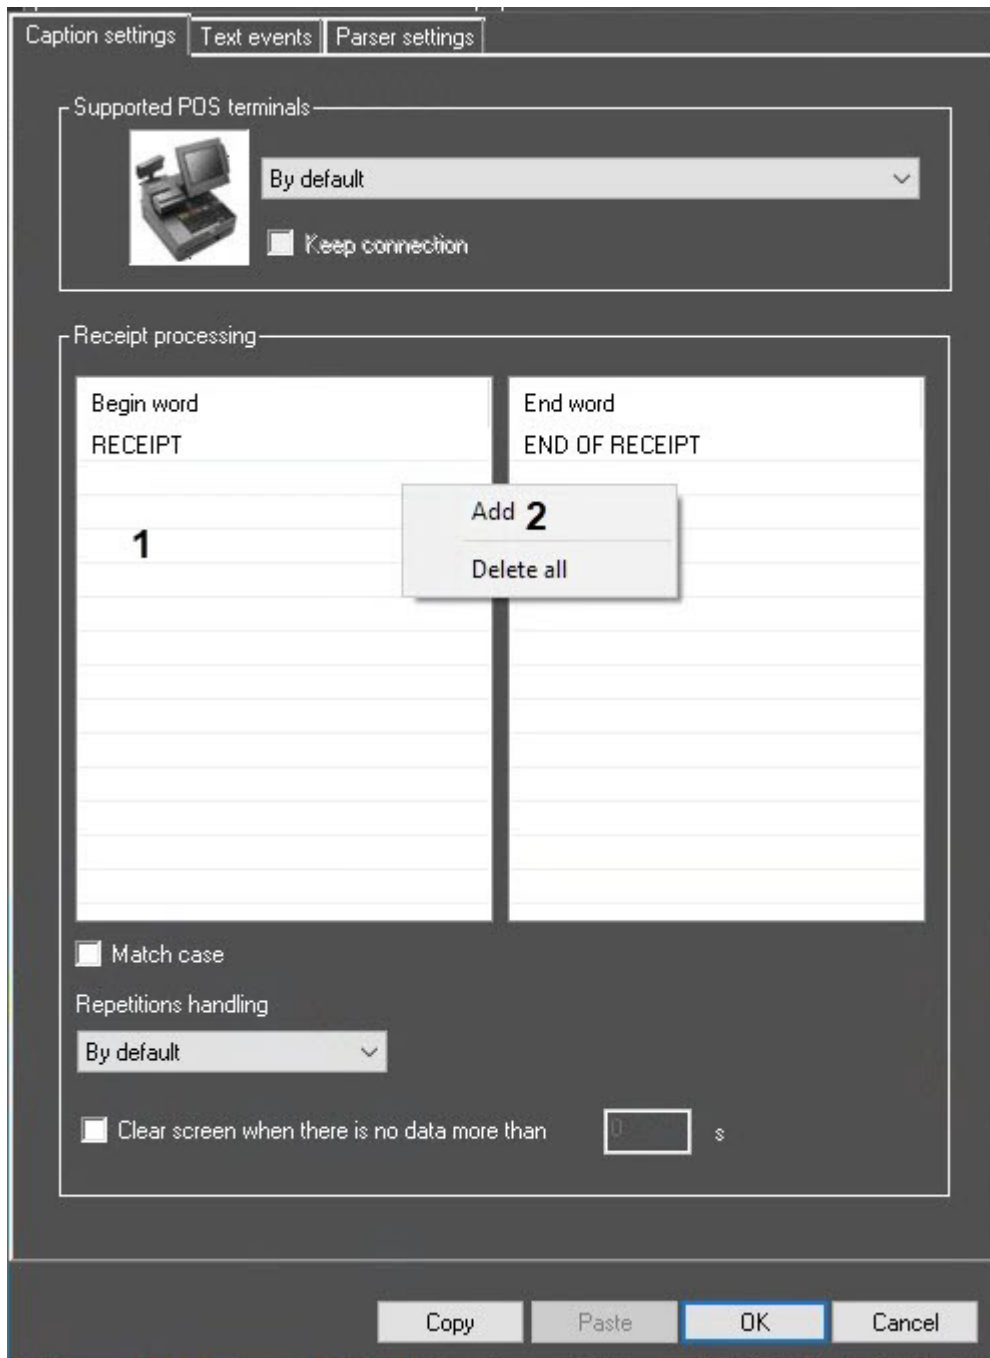 Caption settings Text events Parser settings
Supported POS terminals
By default
Keep connection
Receipt processing
Begin word End word
RECEIPT END OF RECEIPT
Add 2
1
Delete all
Match case
Repetitions handling
By default
Clear screen when there is no data more than 0 s
Copy Paste OK Cancel